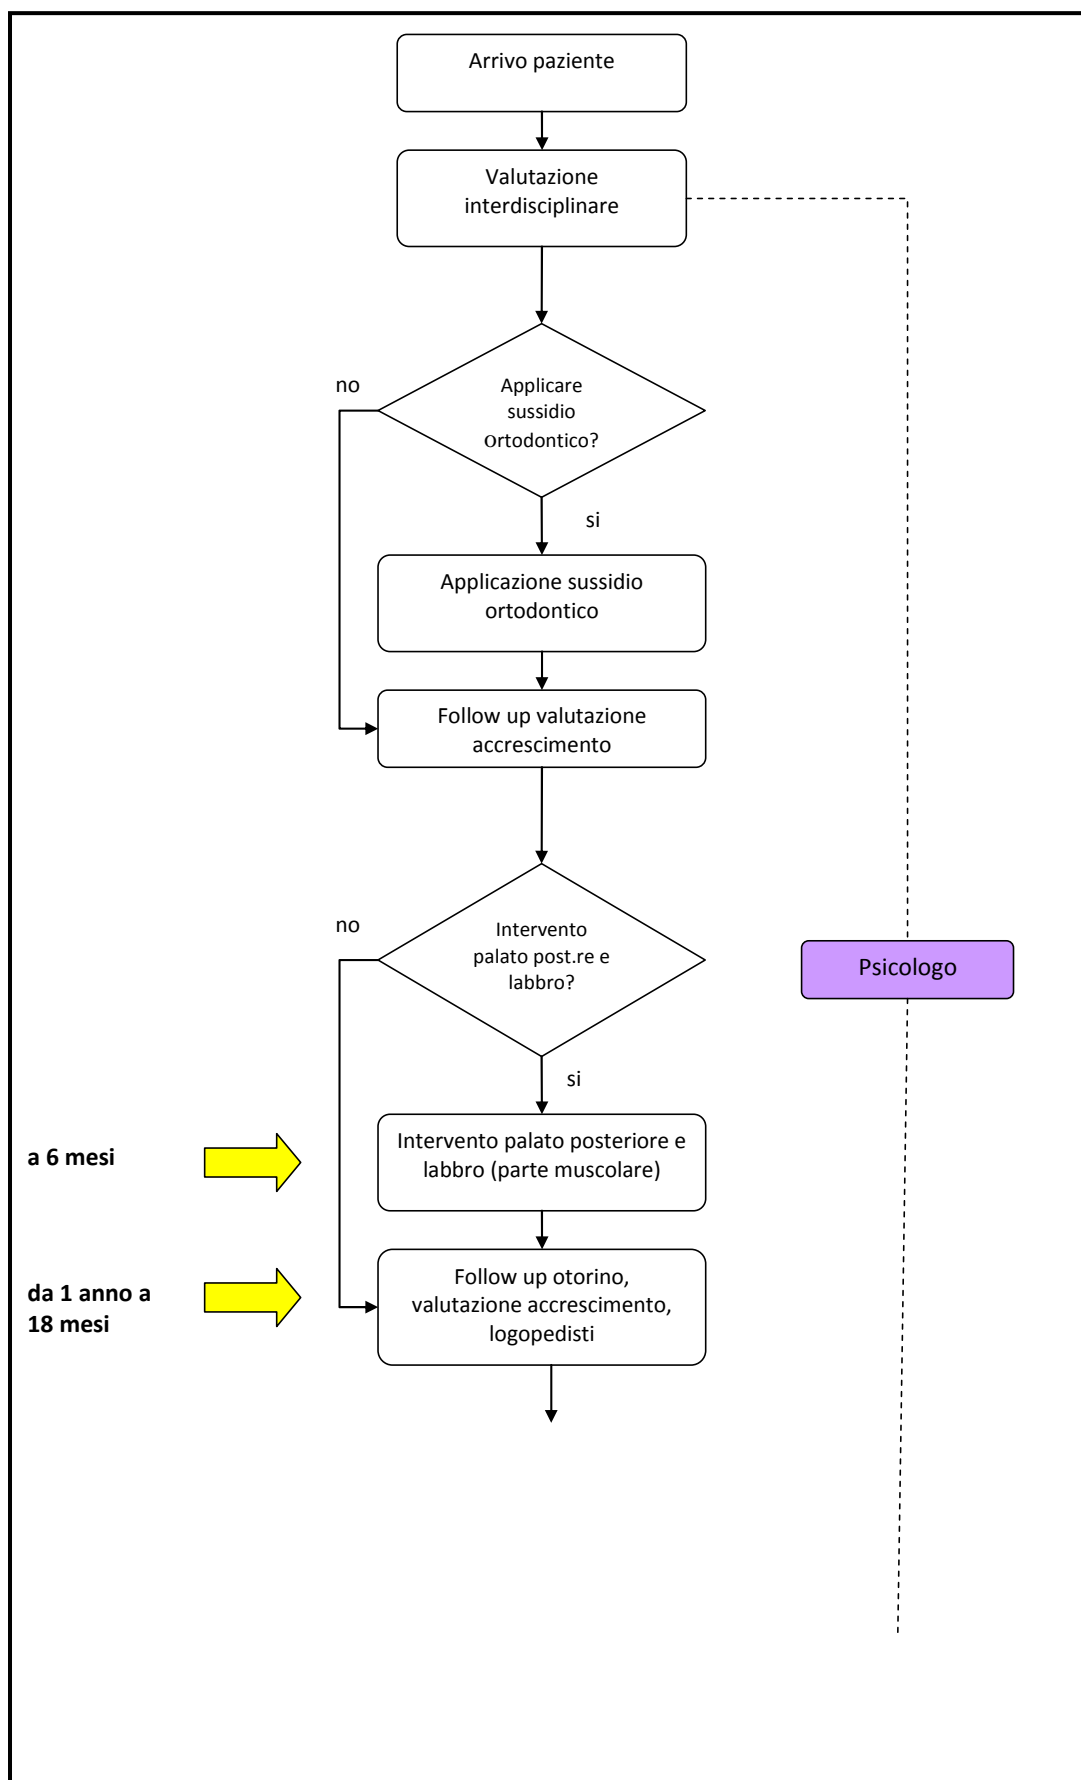 Arrivo paziente
Valutazione
interdisciplinare
no
Applicare
sussidio
ortodontico?
si
Applicazione sussidio
ortodontico
Follow up valutazione
accrescimento
no
Intervento
palato post.re e
labbro?
Psicologo
si
a 6 mesi
Intervento palato posteriore e
labbro (parte muscolare)
da 1 anno a
18 mesi
Follow up otorino,
valutazione accrescimento,
logopedisti